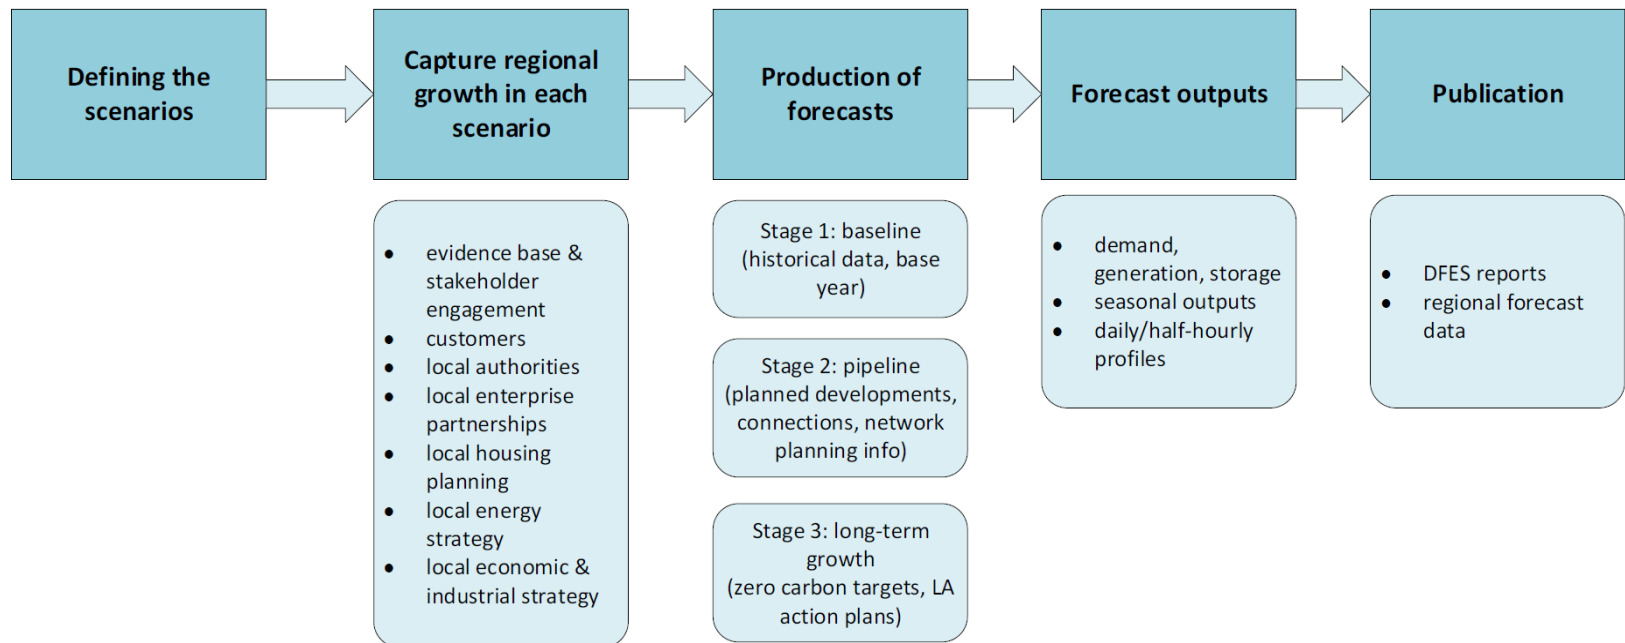 Defining the
scenarios
Capture regional
growth in each
scenario
Production of
forecasts
Forecast outputs
Publication
● evidence base &
stakeholder
engagement
● customers
● local authorities
● local enterprise
partnerships
● local housing
planning
● local energy
strategy
● local economic &
industrial strategy
Stage 1: baseline
(historical data, base
year)
Stage 2: pipeline
(planned developments,
connections, network
planning info)
Stage 3: long-term
growth
(zero carbon targets, LA
action plans)
● demand,
generation, storage
● seasonal outputs
● daily/half-hourly
profiles
● DFES reports
● regional forecast
data